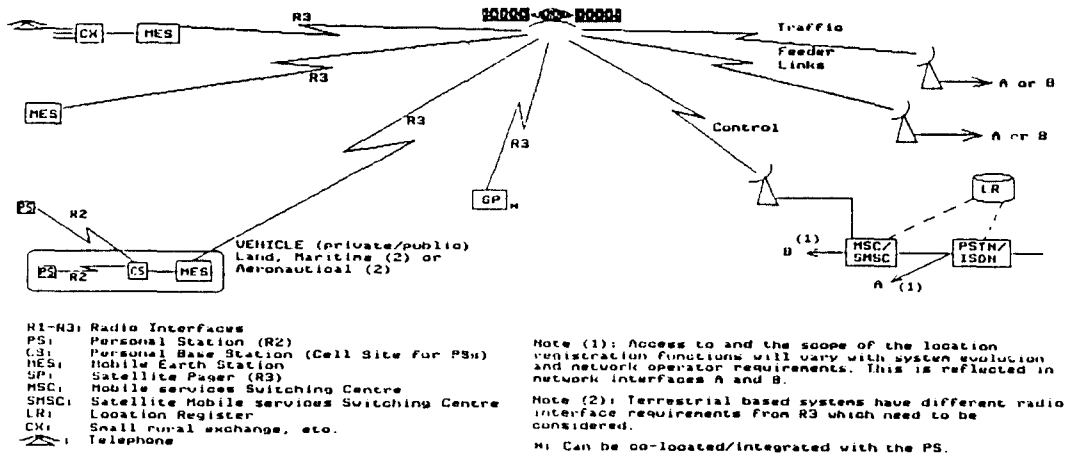 R3
Traffic
CX
MES
Feeder
Links
R3
A or B
MES
R3
Control
R3
A or B
LR
GP
PS
R2
VEHICLE (private/public)
Land, Maritime (2) or
Aeronautical (2)
PS
R2
CS
MES
B
(1)
MSC/
SMSC
PSTN/
ISDN
A (1)
R1-R3: Radio Interfaces
PS: Personal Station (R2)
CS: Personal Base Station (Cell Site for PSs)
MES: Mobile Earth Station
SP: Satellite Pager (R3)
MSC: Mobile services Switching Centre
SMSC: Satellite Mobile services Switching Centre
LR: Location Register
CX: Small rural exchange, etc.
: Telephone
Note (1): Access to and the scope of the location
registration functions will vary with system evolution
and network operator requirements. This is reflected in
network interfaces A and B.
Note (2): Terrestrial based systems have different radio
interface requirements from R3 which need to be
considered.
Can be co-located/integrated with the PS.